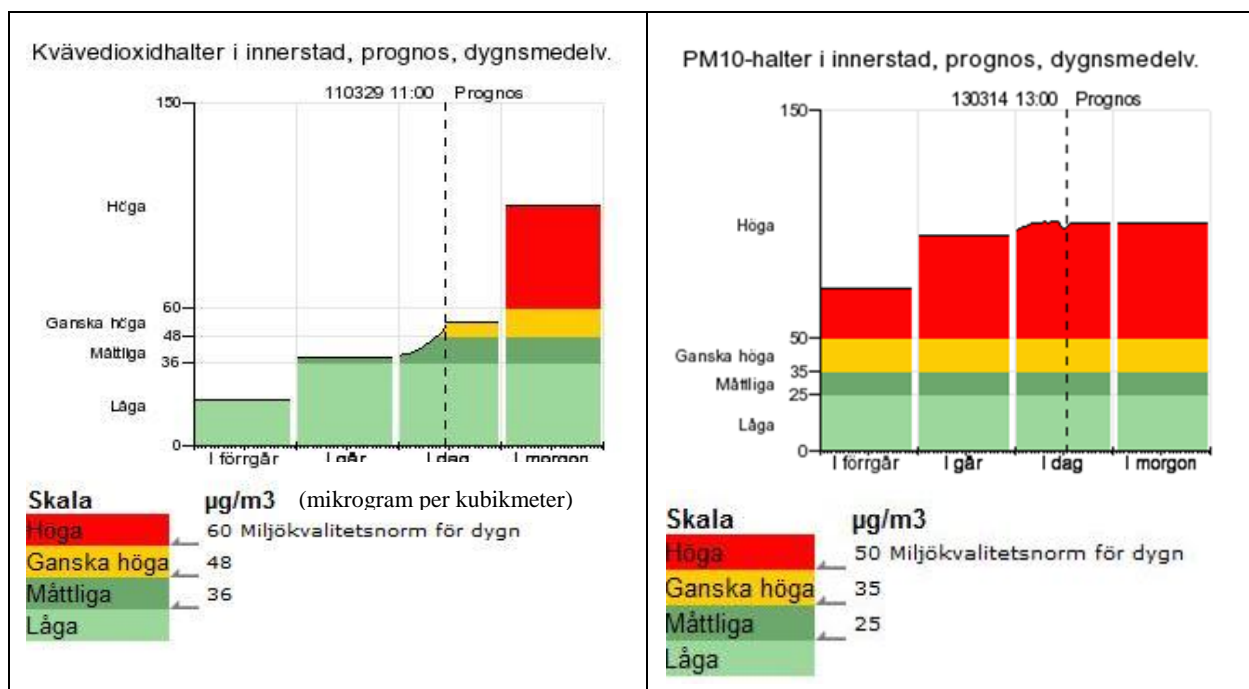 Kvävedioxidhalter i innerstad, prognos, dygnsmedelv.
110329 11:00 Prognos
150
Höga
60
Ganska höga
48
Måttliga
36
Låga
0
I förrgår I går I dag I morgon
Skala µg/m3 (mikrogram per kubikmeter)
Höga 60 Miljökvalitetsnorm för dygn
Ganska höga 48
Måttliga 36
Låga
PM10-halter i innerstad, prognos, dygnsmedelv.
130314 13:00 Prognos
150
Höga
50
Ganska höga
35
Måttliga
25
Låga
0
I förrgår I går I dag I morgon
Skala µg/m3
Höga 50 Miljökvalitetsnorm för dygn
Ganska höga 35
Måttliga 25
Låga